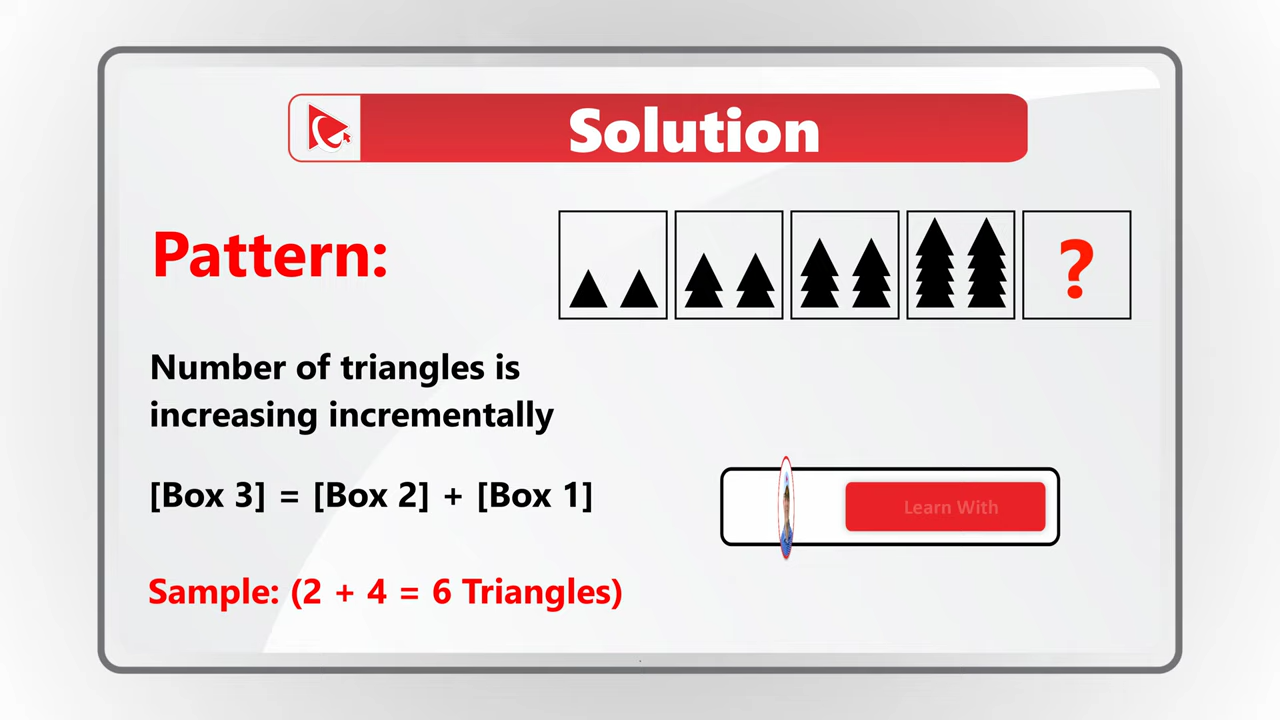 Solution
Pattern:
?
Number of triangles is
increasing incrementally
[Box 3] = [Box 2] + [Box 1]
Learn With
Sample: (2 + 4 = 6 Triangles)